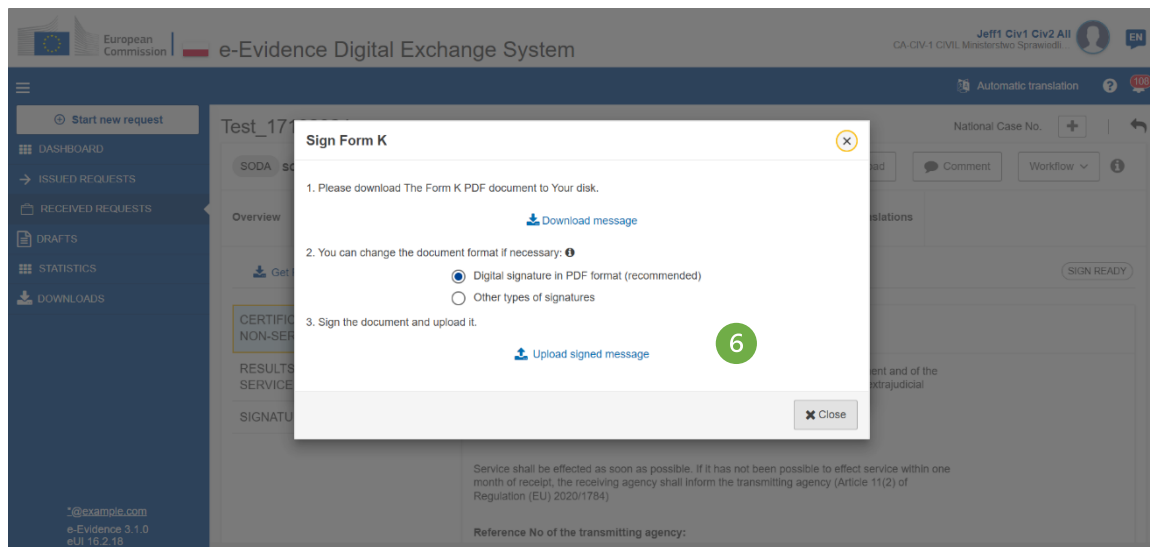 European
Commission
e-Evidence Digital Exchange System
Jeff1 Civ1 Civ2 All
CA-CIV-1 CIVIL Ministerstwo Sprawiedli...
EN
Automatic translation
108
Start new request
DASHBOARD
ISSUED REQUESTS
RECEIVED REQUESTS
DRAFTS
STATISTICS
DOWNLOADS
*@example.com
e-Evidence 3.1.0
eUI 16.2.18
National Case No.
SODA
Comment
Workflow
Overview
SIGN READY
Sign Form K
1. Please download The Form K PDF document to Your disk.
Download message
2. You can change the document format if necessary:
Digital signature in PDF format (recommended)
Other types of signatures
3. Sign the document and upload it.
Upload signed message
6
Close
Service shall be effected as soon as possible. If it has not been possible to effect service within one
month of receipt, the receiving agency shall inform the transmitting agency (Article 11(2) of
Regulation (EU) 2020/1784)
Reference No of the transmitting agency: